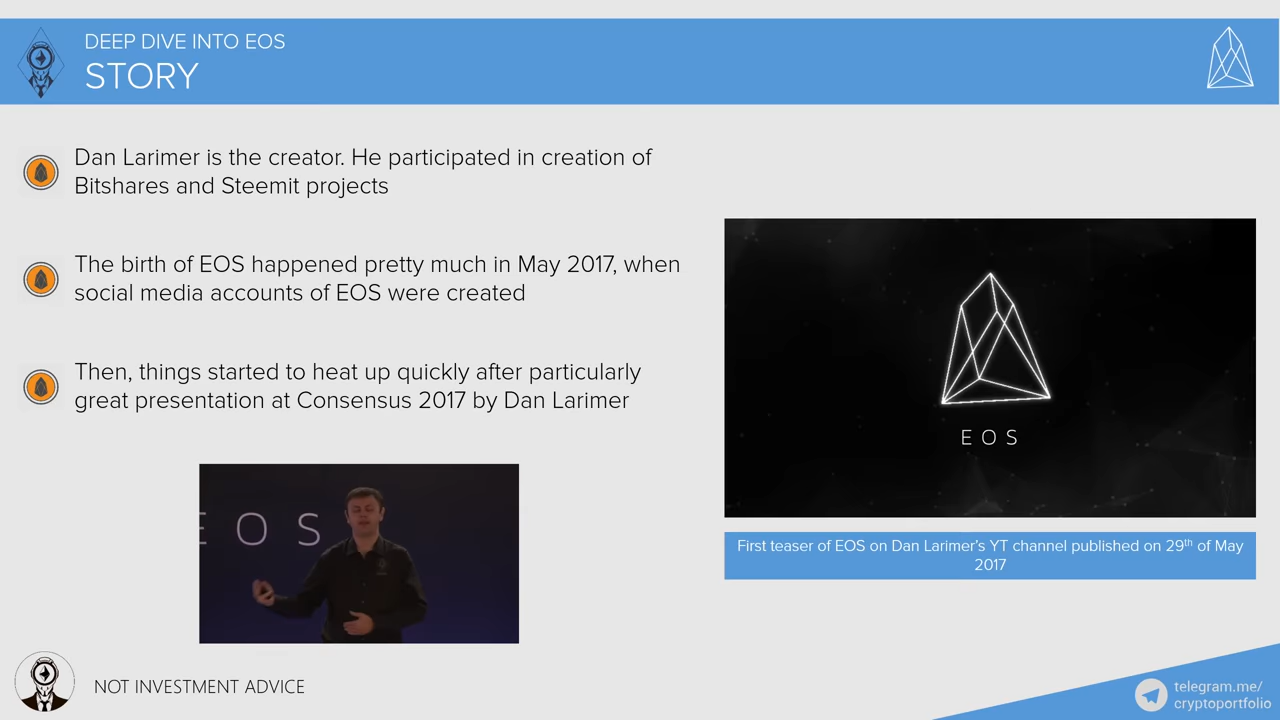 DEEP DIVE INTO EOS
STORY
Dan Larimer is the creator. He participated in creation of
Bitshares and Steemit projects
The birth of EOS happened pretty much in May 2017, when
social media accounts of EOS were created
Then, things started to heat up quickly after particularly
great presentation at Consensus 2017 by Dan Larimer
EOS
EOS
First teaser of EOS on Dan Larimer’s YT channel published on 29th of May
2017
NOT INVESTMENT ADVICE
telegram.me/
cryptoportfolio